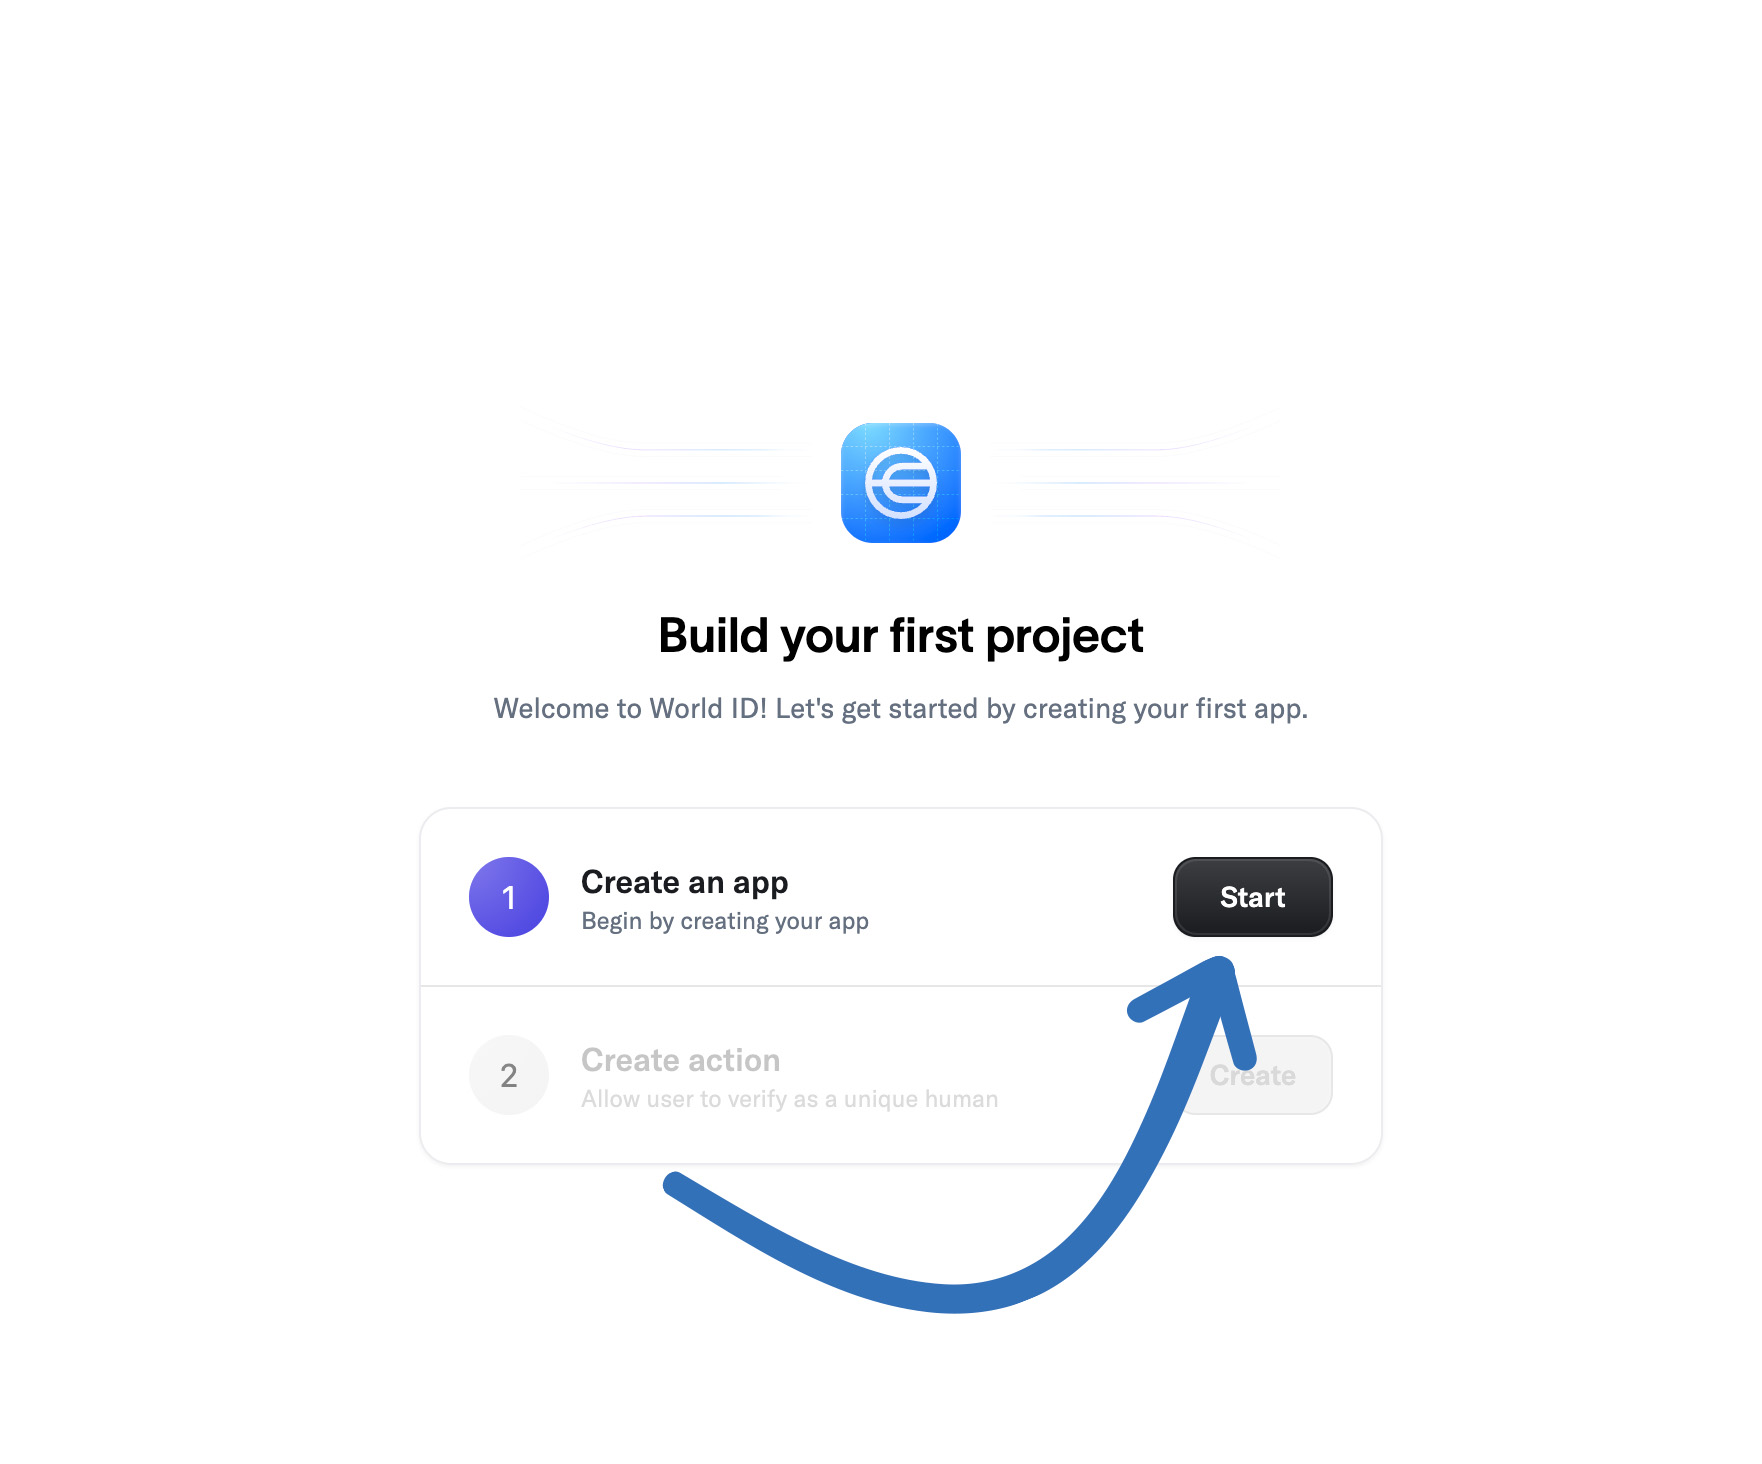 Build your first project
Welcome to World ID! Let's get started by creating your first app.
1
Create an app
Begin by creating your app
Start
2
Create action
Allow user to verify as a unique human
Create